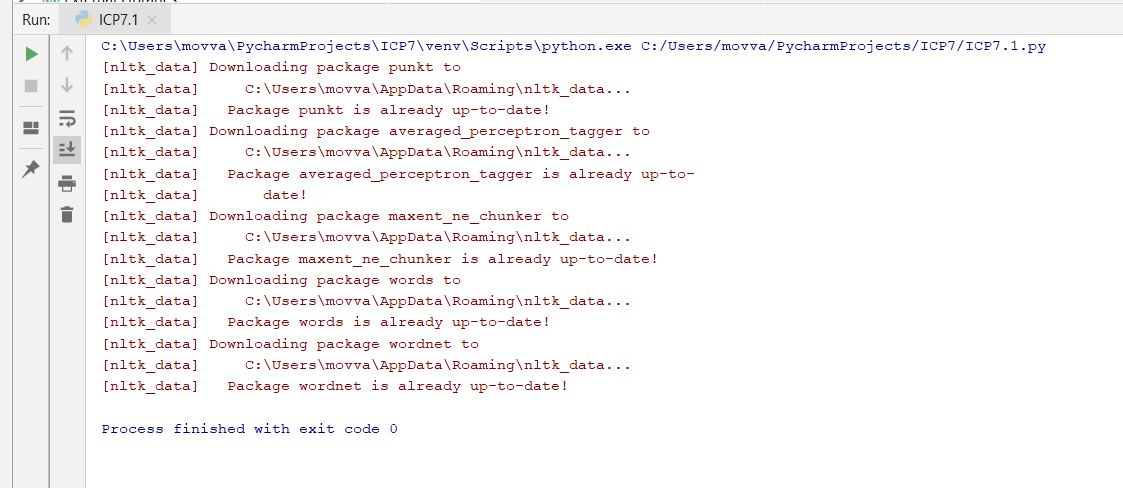 Run: ICP7.1
C:\Users\movva\PycharmProjects\ICP7\venv\Scripts\python.exe C:/Users/movva/PycharmProjects/ICP7/ICP7.1.py
[nltk_data] Downloading package punkt to
[nltk_data]     C:\Users\movva\AppData\Roaming\nltk_data...
[nltk_data]   Package punkt is already up-to-date!
[nltk_data] Downloading package averaged_perceptron_tagger to
[nltk_data]     C:\Users\movva\AppData\Roaming\nltk_data...
[nltk_data]   Package averaged_perceptron_tagger is already up-to-
[nltk_data]       date!
[nltk_data] Downloading package maxent_ne_chunker to
[nltk_data]     C:\Users\movva\AppData\Roaming\nltk_data...
[nltk_data]   Package maxent_ne_chunker is already up-to-date!
[nltk_data] Downloading package words to
[nltk_data]     C:\Users\movva\AppData\Roaming\nltk_data...
[nltk_data]   Package words is already up-to-date!
[nltk_data] Downloading package wordnet to
[nltk_data]     C:\Users\movva\AppData\Roaming\nltk_data...
[nltk_data]   Package wordnet is already up-to-date!
Process finished with exit code 0